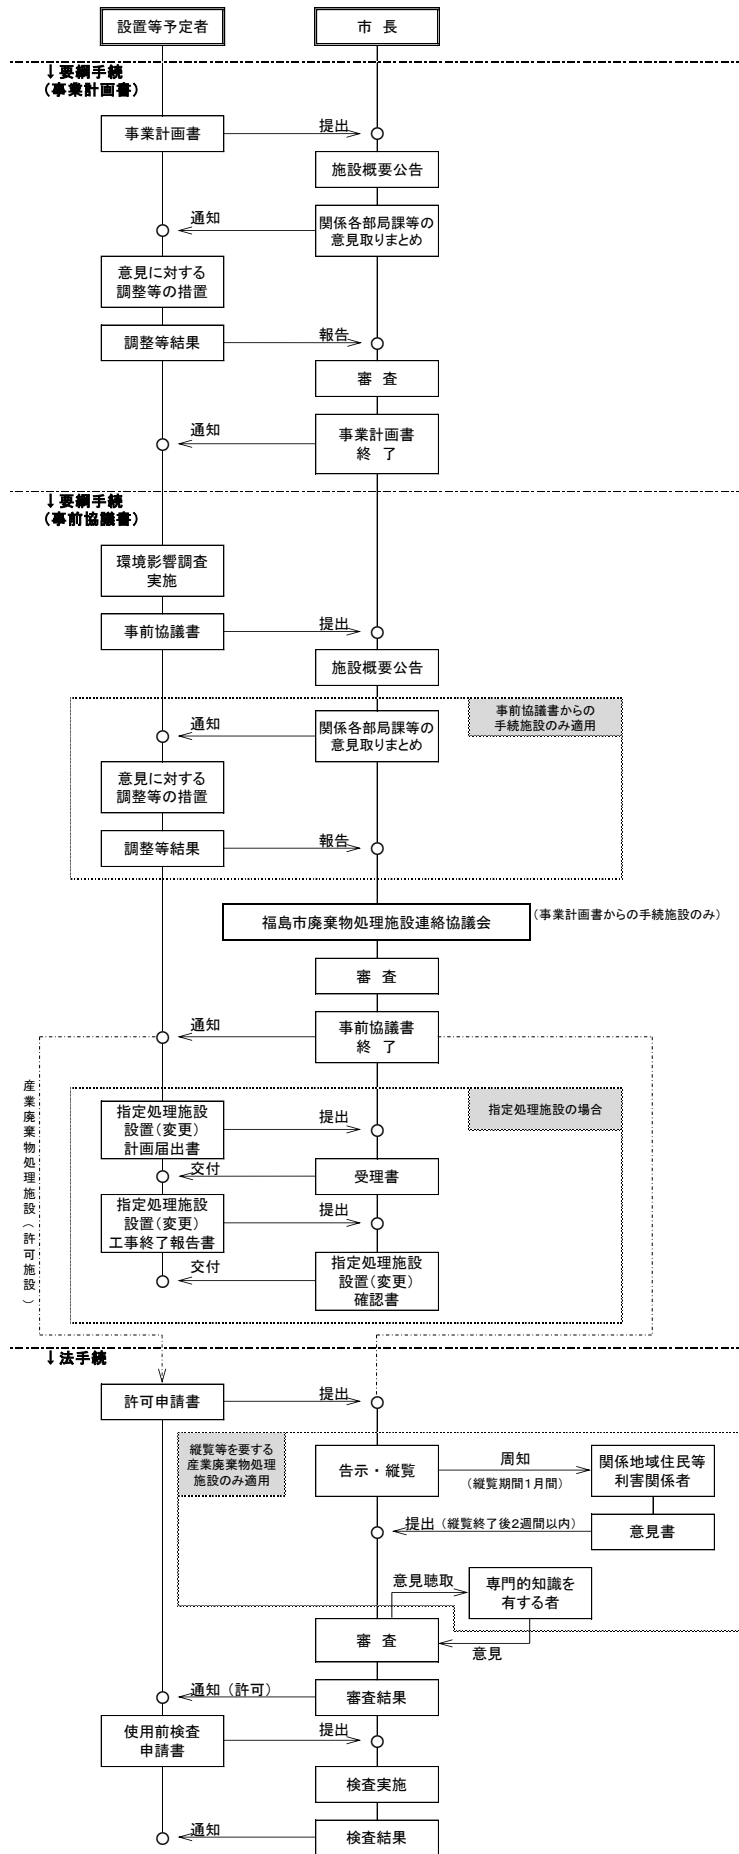 設置等予定者
市　長
↓要綱手続
（事業計画書）
事業計画書
提出
施設概要公告
通知
関係各部局課等の
意見取りまとめ
意見に対する
調整等の措置
調整等結果
報告
審　査
通知
事業計画書
終　了
↓要綱手続
（事前協議書）
環境影響調査
実施
事前協議書
提出
施設概要公告
事前協議書からの
手続施設のみ適用
通知
関係各部局課等の
意見取りまとめ
意見に対する
調整等の措置
調整等結果
報告
福島市廃棄物処理施設連絡協議会
（事業計画書からの手続施設のみ）
審　査
通知
事前協議書
終　了
産業廃棄物処理施設（許可施設）
指定処理施設の場合
指定処理施設
設置（変更）
計画届出書
提出
交付
受理書
指定処理施設
設置（変更）
工事終了報告書
提出
交付
指定処理施設
設置（変更）
確認書
↓法手続
許可申請書
提出
縦覧等を要する
産業廃棄物処理
施設のみ適用
告示・縦覧
周知
（縦覧期間１月間）
関係地域住民等
利害関係者
提出（縦覧終了後２週間以内）
意見書
意見聴取
専門的知識を
有する者
審　査
意見
通知（許可）
審査結果
使用前検査
申請書
提出
検査実施
通知
検査結果